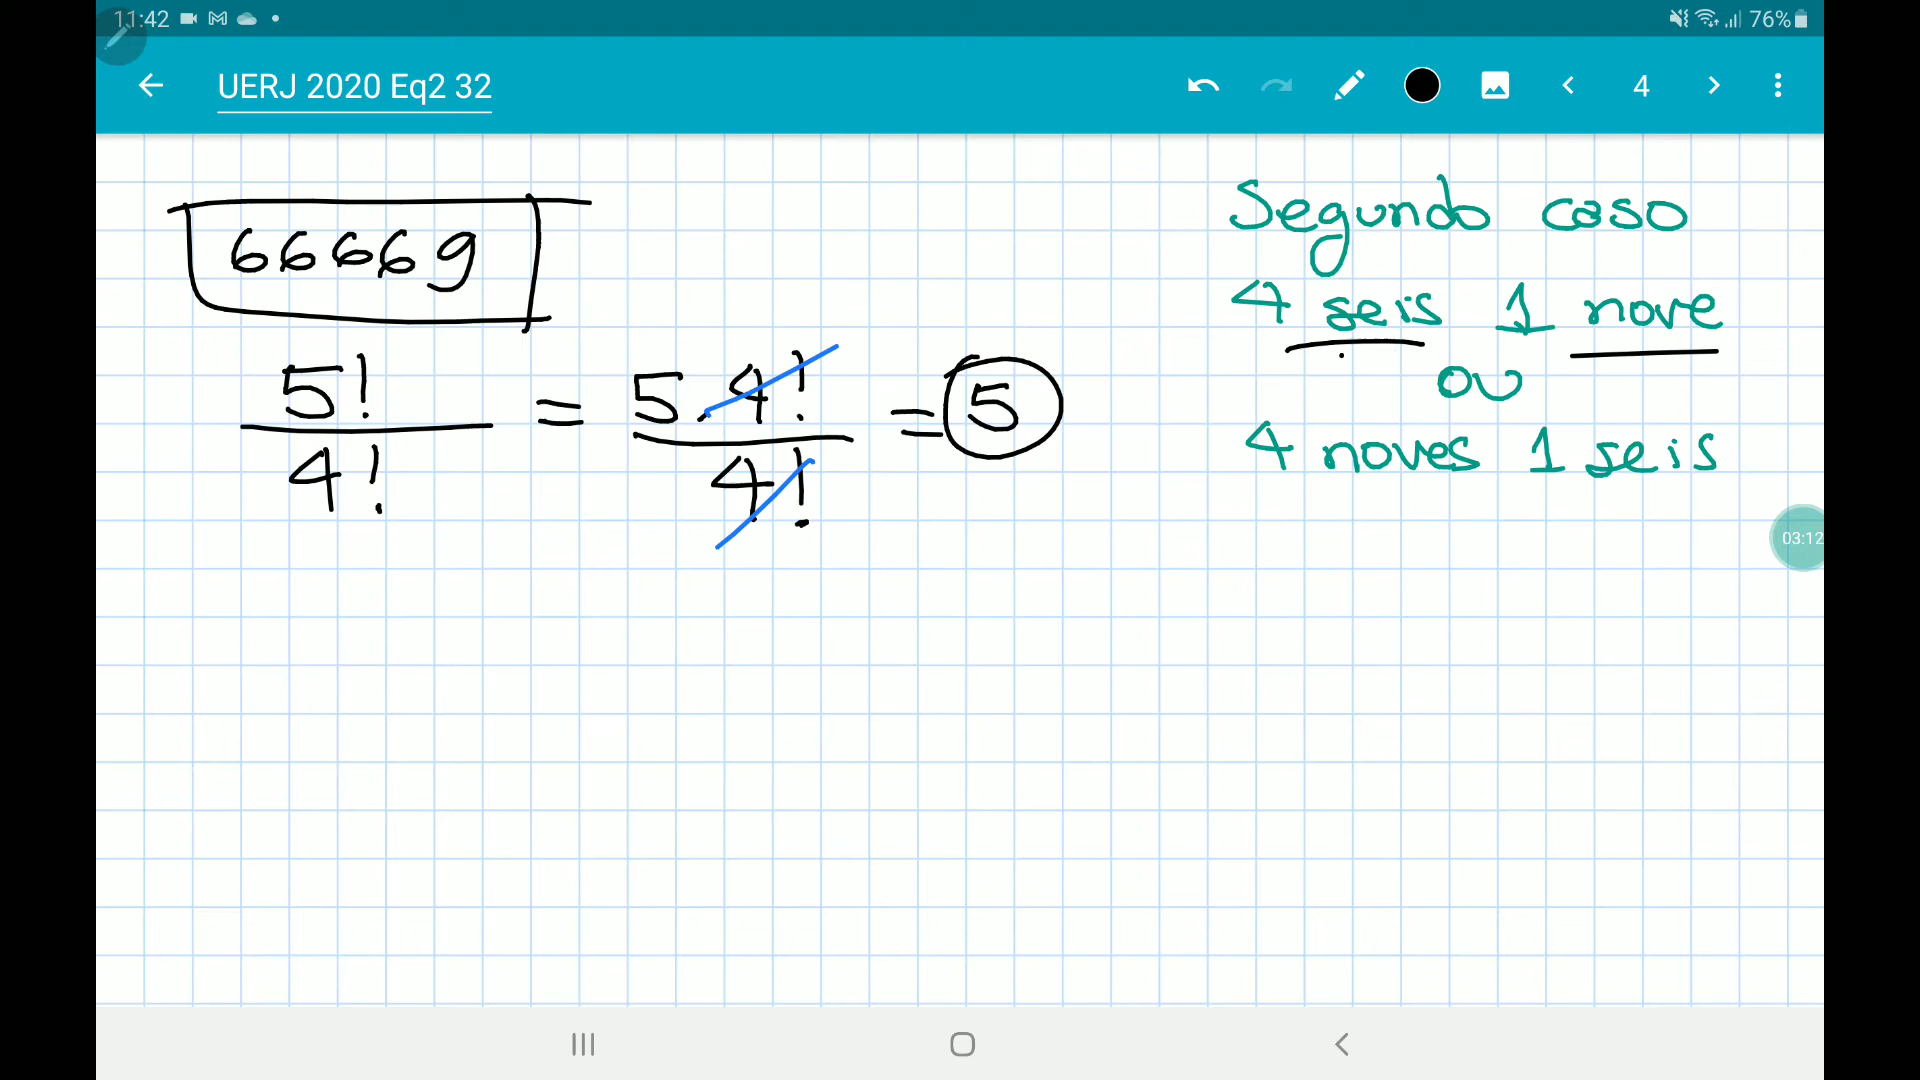 11:42 76%
UERJ 2020 Eq2 32 4
66669
5!/4! = 5.4!/4! = 5
Segundo caso
4 seis 1 nove
ou
4 noves 1 seis
03:12